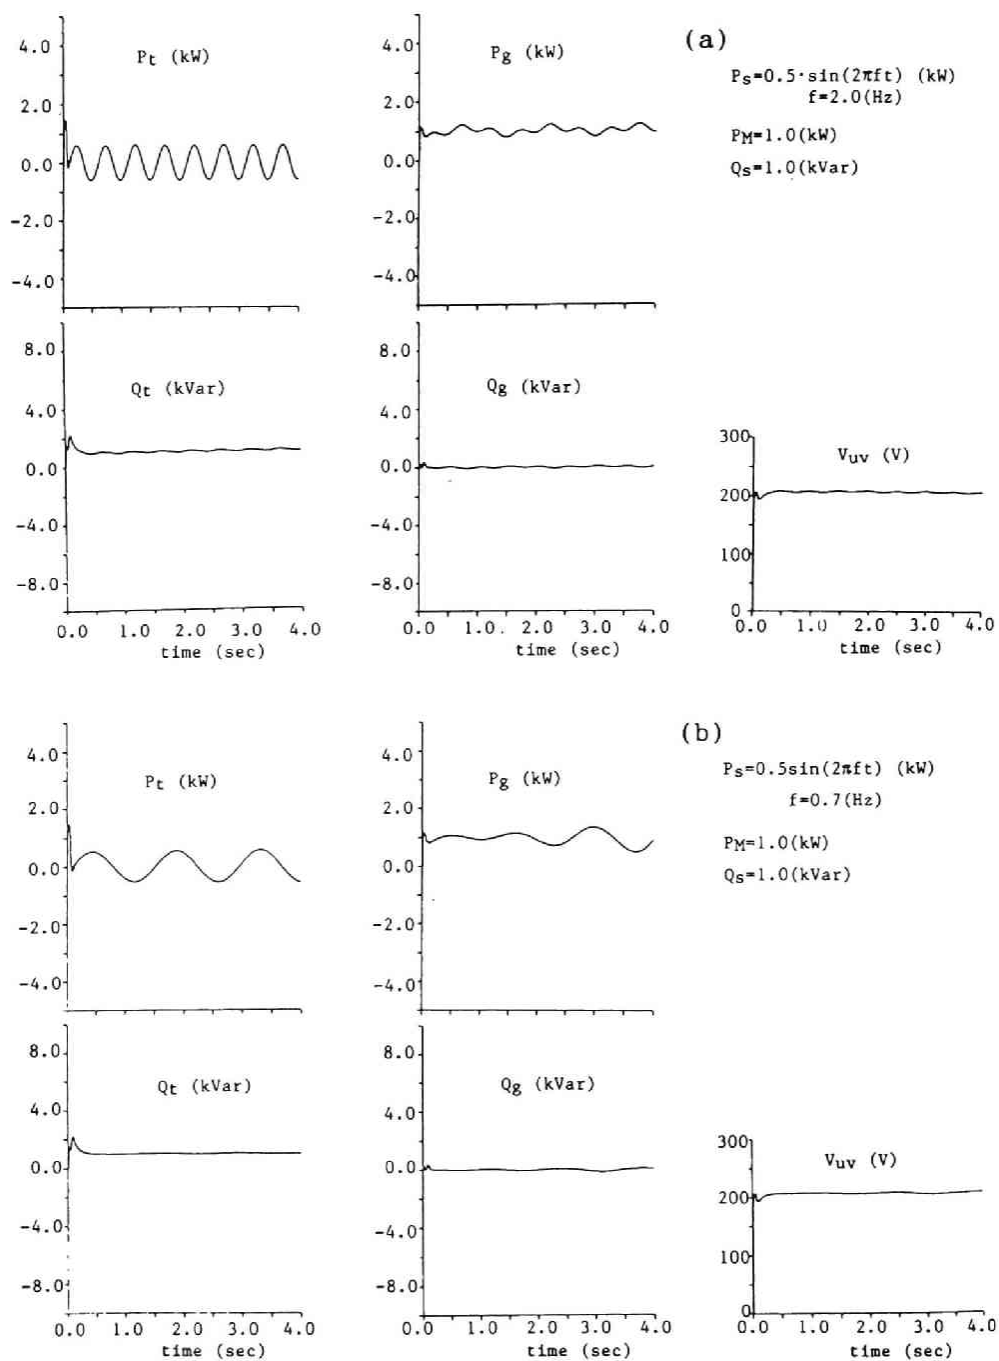 (a)
Pt (kW)
4.0
2.0
0.0
-2.0
-4.0
Pg (kW)
4.0
2.0
0.0
-2.0
-4.0
Ps=0.5·sin(2πft) (kW)
f=2.0(Hz)
PM=1.0(kW)
Qs=1.0(kVar)
Qt (kVar)
8.0
4.0
0.0
-4.0
-8.0
0.0 1.0 2.0 3.0 4.0
time (sec)
Qg (kVar)
8.0
4.0
0.0
-4.0
-8.0
0.0 1.0 2.0 3.0 4.0
time (sec)
Vuv (V)
300
200
100
0
0.0 1.0 2.0 3.0 4.0
time (sec)
(b)
Pt (kW)
4.0
2.0
0.0
-2.0
-4.0
Pg (kW)
4.0
2.0
0.0
-2.0
-4.0
Ps=0.5sin(2πft) (kW)
f=0.7(Hz)
PM=1.0(kW)
Qs=1.0(kVar)
Qt (kVar)
8.0
4.0
0.0
-4.0
-8.0
0.0 1.0 2.0 3.0 4.0
time (sec)
Qg (kVar)
8.0
4.0
0.0
-4.0
-8.0
0.0 1.0 2.0 3.0 4.0
time (sec)
Vuv (V)
300
200
100
0
0.0 1.0 2.0 3.0 4.0
time (sec)